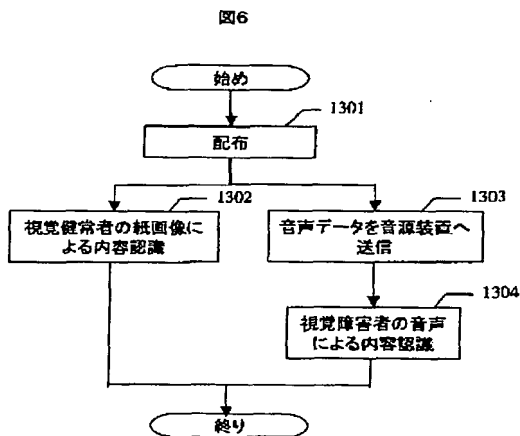 図6
始め
1301
配布
1302
1303
視覚健常者の紙画像に
よる内容認識
音声データを音源装置へ
送信
1304
視覚障害者の音声
による内容認識
終り